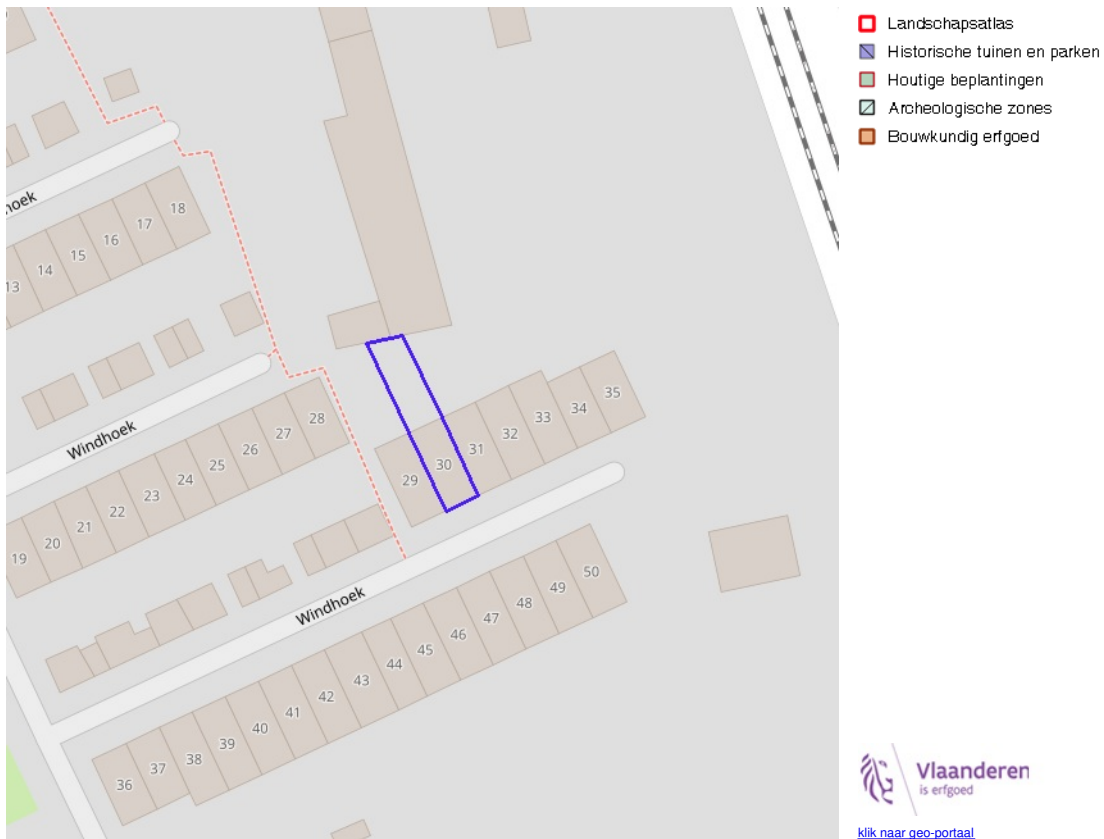 Landschapsatlas
Historische tuinen en parken
Houtige beplantingen
Archeologische zones
Bouwkundig erfgoed
hoek
13 14 15 16 17 18
Windhoek
19 20 21 22 23 24 25 26 27 28
29 30 31 32 33 34 35
Windhoek
36 37 38 39 40 41 42 43 44 45 46 47 48 49 50
Vlaanderen
is erfgoed
klik naar geo-portaal